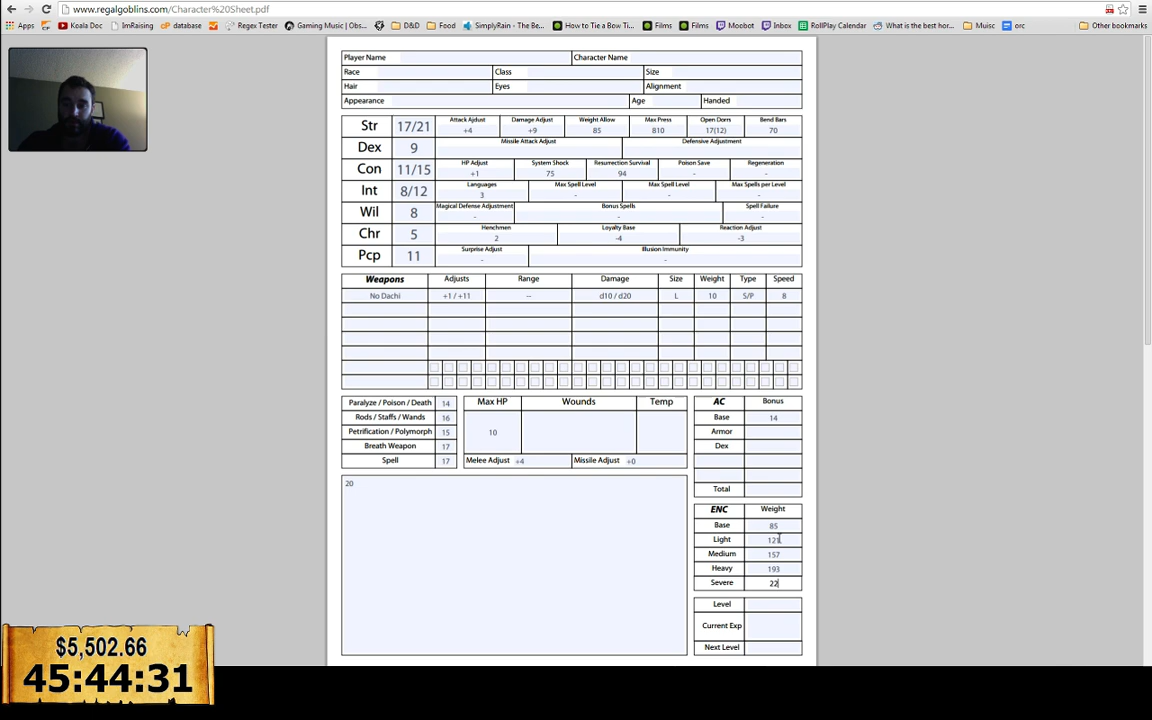 www.regalgoblins.com/Character%20Sheet.pdf
Apps Koala Doc ImRaising database Regex Tester Gaming Music | Obs... D&D Food SimplyRain - The Be... How to Tie a Bow Ti... Films Films Moobot Inbox RollPlay Calendar What is the best hor... Muisc orc Other bookmarks
Player Name Character Name
Race Class Size
Hair Eyes Alignment
Appearance Age Handed
Str 17/21 Attack Ajdust +4 Damage Adjust +9 Weight Allow 85 Max Press 810 Open Dorrs 17(12) Bend Bars 70
Dex 9 Missile Attack Adjust Defensive Adjustment
Con 11/15 HP Adjust +1 System Shock 75 Resurrection Survival 94 Poison Save - Regeneration -
Int 8/12 Languages 3 Max Spell Level - Max Spell Level - Max Spells per Level -
Wil 8 Magical Defense Adjustment - Bonus Spells - Spell Failure -
Chr 5 Henchmen 2 Loyalty Base -4 Reaction Adjust -3
Pcp 11 Surprise Adjust - Illusion Immunity -
Weapons Adjusts Range Damage Size Weight Type Speed
No Dachi +1 / +11 -- d10 / d20 L 10 S/P 8
Paralyze / Poison / Death 14 Max HP Wounds Temp AC Bonus
Rods / Staffs / Wands 16 Base 14
Petrification / Polymorph 15 10 Armor
Breath Weapon 17 Dex
Spell 17 Melee Adjust +4 Missile Adjust +0
20 Total
ENC Weight
Base 85
Light 121
Medium 157
Heavy 193
Severe 22
Level
Current Exp
Next Level
$5,502.66
45:44:31